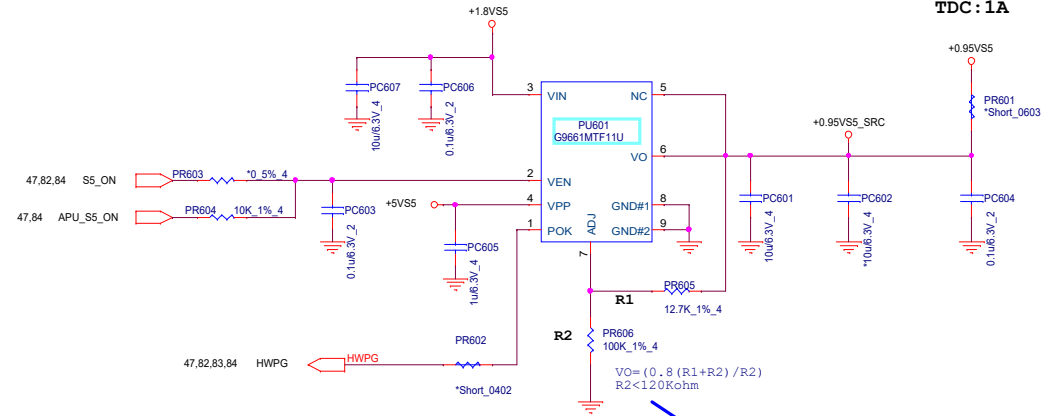 TDC:1A
+1.8VS5
+0.95VS5
PC607
10u/6.3V_4
PC606
0.1u/6.3V_2
3
VIN
NC
5
PR601
*Short_0603
PU601
G9661MTF11U
+0.95VS5_SRC
VO
6
47,82,84
S5_ON
PR603
*0_5%_4
2
VEN
47,84
APU_S5_ON
PR604
10K_1%_4
PC603
0.1u/6.3V_2
+5VS5
4
VPP
GND#1
8
1
POK
ADJ
GND#2
9
7
PC601
10u/6.3V_4
PC602
*10u/6.3V_4
PC604
0.1u/6.3V_2
PC605
1u/6.3V_4
R1
PR605
12.7K_1%_4
R2
PR606
100K_1%_4
47,82,83,84
HWPG
HWPG
PR602
*Short_0402
VO=(0.8(R1+R2)/R2)
R2<120Kohm